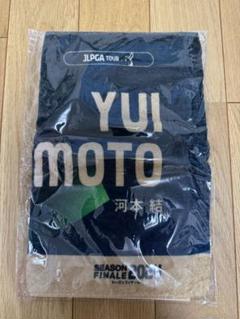 JLPGA TOUR
YUI
MOTO
河本 結
SEASON
FINALE